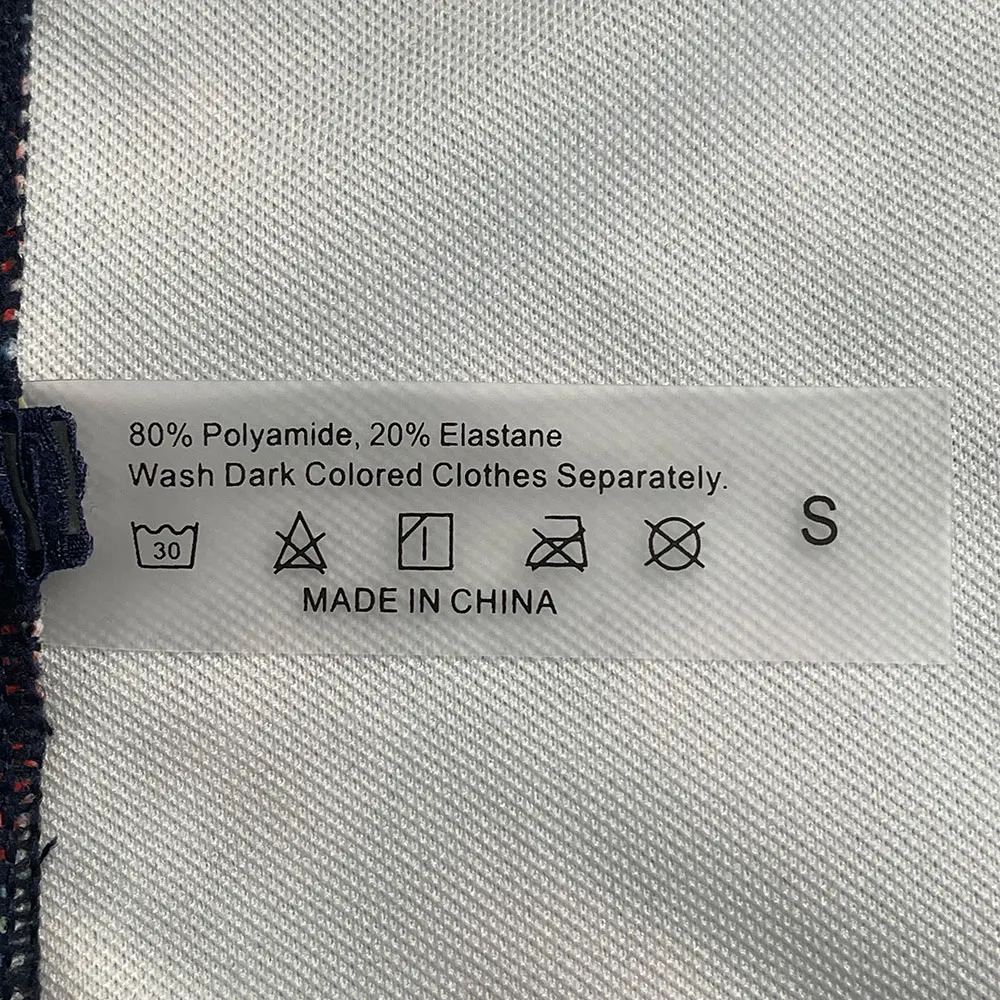 80% Polyamide, 20% Elastane
Wash Dark Colored Clothes Separately.
30
S
MADE IN CHINA